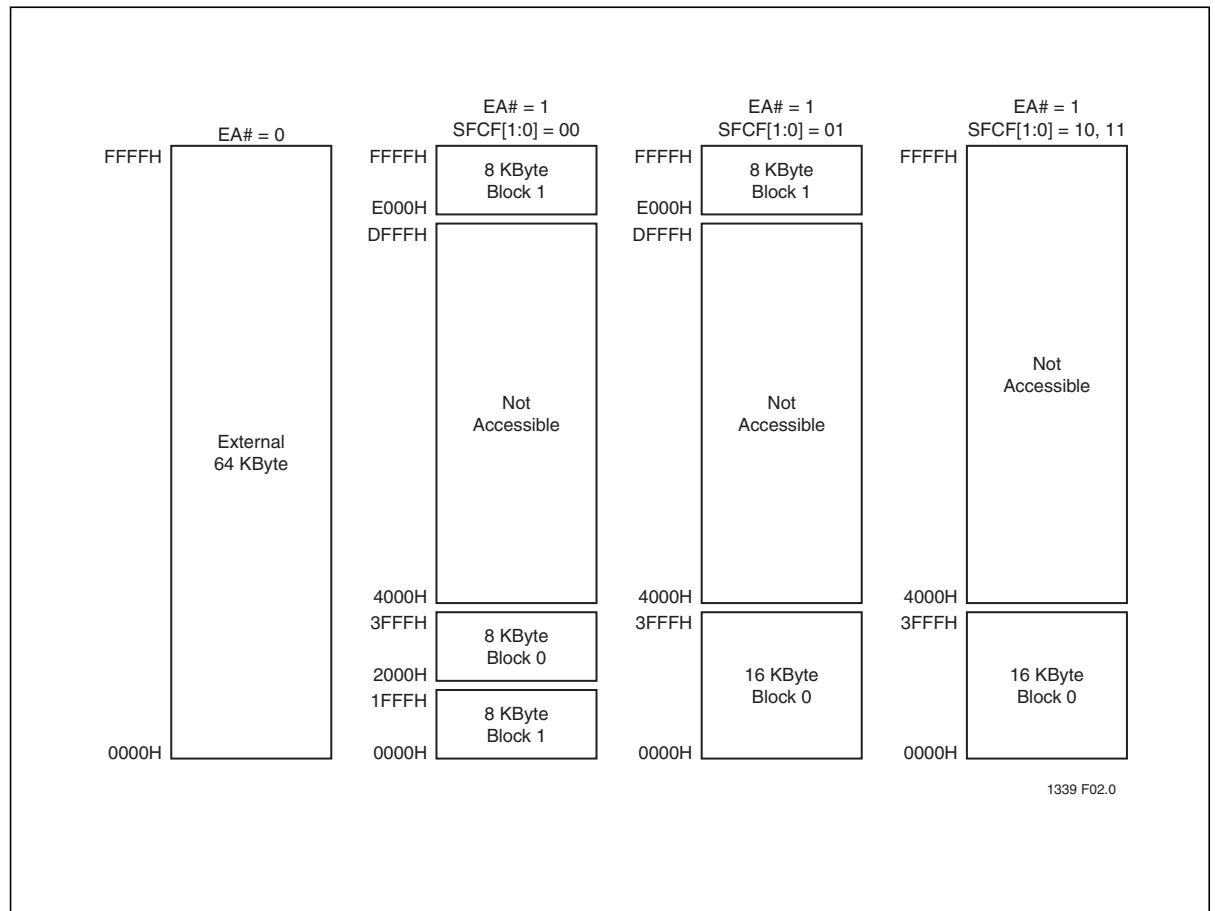 EA# = 0
FFFFH
External
64 KByte
0000H
EA# = 1
SFCF[1:0] = 00
FFFFH
8 KByte
Block 1
E000H
DFFFH
Not
Accessible
4000H
3FFFH
8 KByte
Block 0
2000H
1FFFH
8 KByte
Block 1
0000H
EA# = 1
SFCF[1:0] = 01
FFFFH
8 KByte
Block 1
E000H
DFFFH
Not
Accessible
4000H
3FFFH
16 KByte
Block 0
0000H
EA# = 1
SFCF[1:0] = 10, 11
FFFFH
Not
Accessible
4000H
3FFFH
16 KByte
Block 0
0000H
1339 F02.0